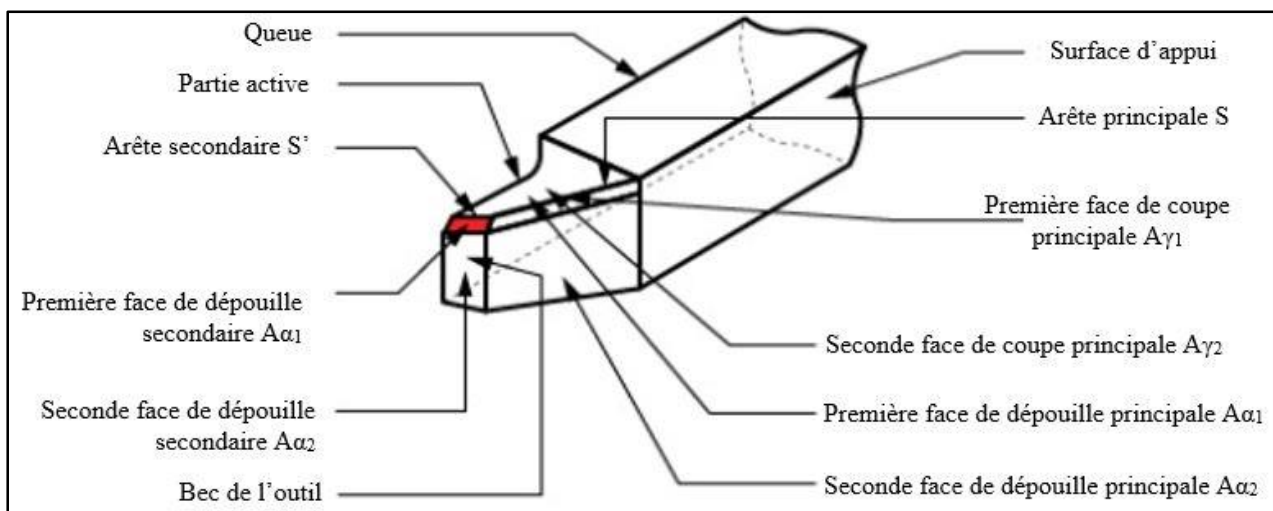 Queue
Partie active
Arête secondaire S’
Première face de dépouille
secondaire Aα1
Seconde face de dépouille
secondaire Aα2
Bec de l’outil
Surface d’appui
Arête principale S
Première face de coupe
principale Aγ1
Seconde face de coupe principale Aγ2
Première face de dépouille principale Aα1
Seconde face de dépouille principale Aα2